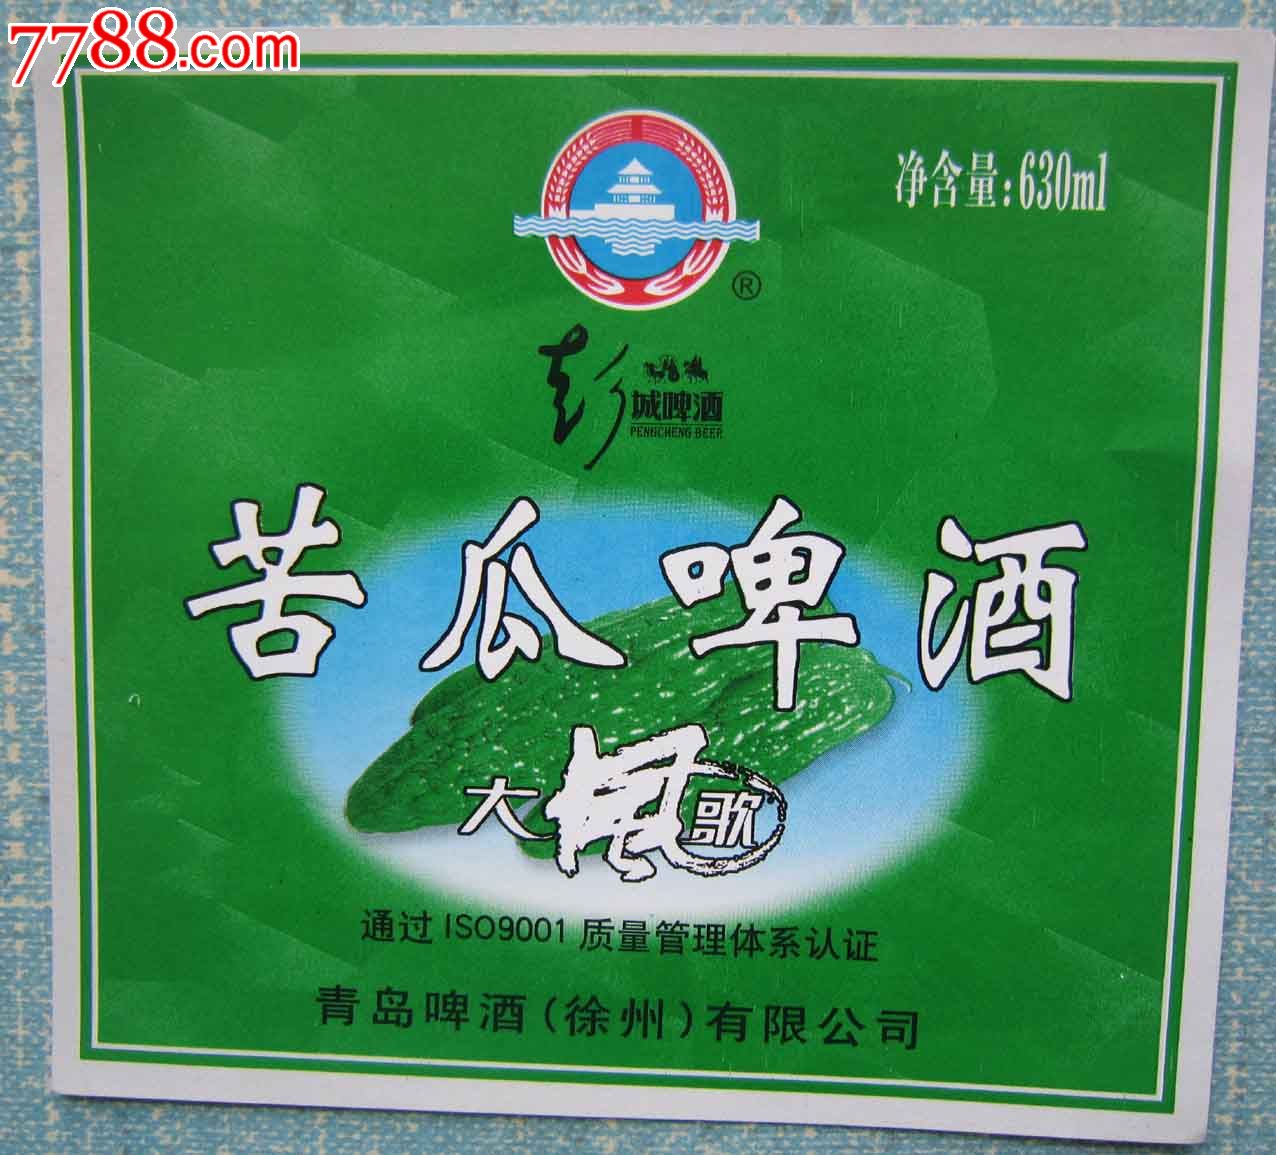 7788.com
净含量:630ml
®
彭城啤酒
PENGCHENG BEER
苦瓜啤酒
大风歌
通过ISO9001质量管理体系认证
青岛啤酒(徐州)有限公司